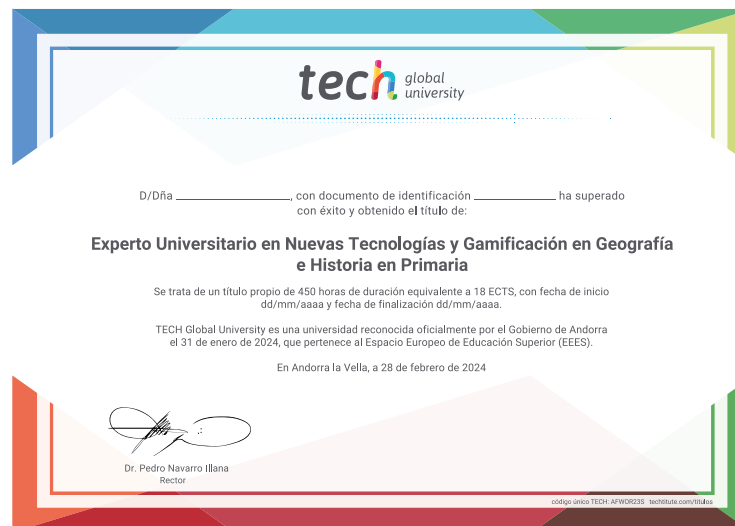 tech global
university
D/Dña ______________, con documento de identificación __________ ha superado
con éxito y obtenido el título de:
Experto Universitario en Nuevas Tecnologías y Gamificación en Geografía
e Historia en Primaria
Se trata de un título propio de 450 horas de duración equivalente a 18 ECTS, con fecha de inicio
dd/mm/aaaa y fecha de finalización dd/mm/aaaa.
TECH Global University es una universidad reconocida oficialmente por el Gobierno de Andorra
el 31 de enero de 2024, que pertenece al Espacio Europeo de Educación Superior (EEES).
En Andorra la Vella, a 28 de febrero de 2024
Dr. Pedro Navarro Illana
Rector
código único TECH: AFWOR23S techtitute.com/titulos